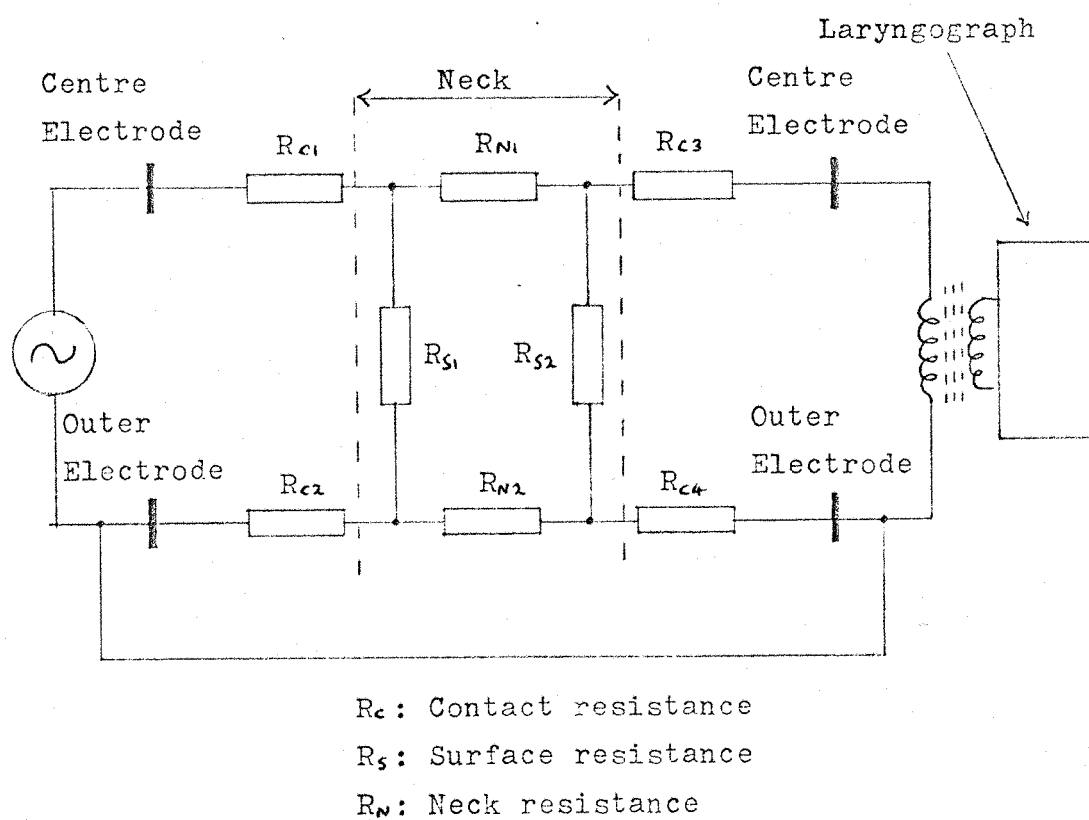 Laryngograph
Centre
Electrode
Neck
Centre
Electrode
RC1
RN1
RC3
RS1
RS2
Outer
Electrode
Outer
Electrode
RC2
RN2
RC4
Rc: Contact resistance
Rs: Surface resistance
RN: Neck resistance